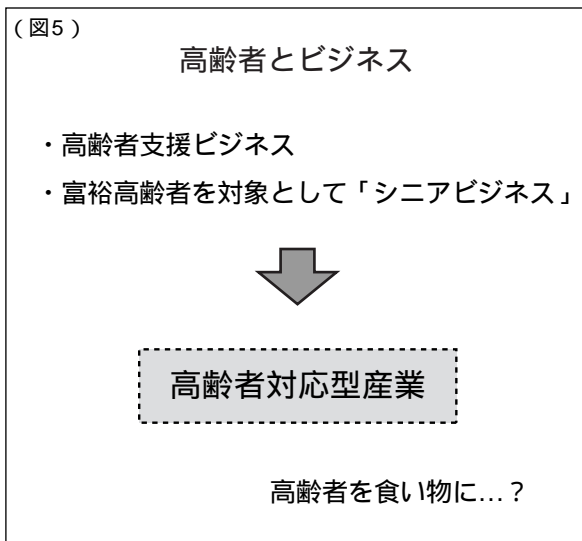 （図5）
高齢者とビジネス
・高齢者支援ビジネス
・富裕高齢者を対象として「シニアビジネス」
高齢者対応型産業
高齢者を食い物に…？